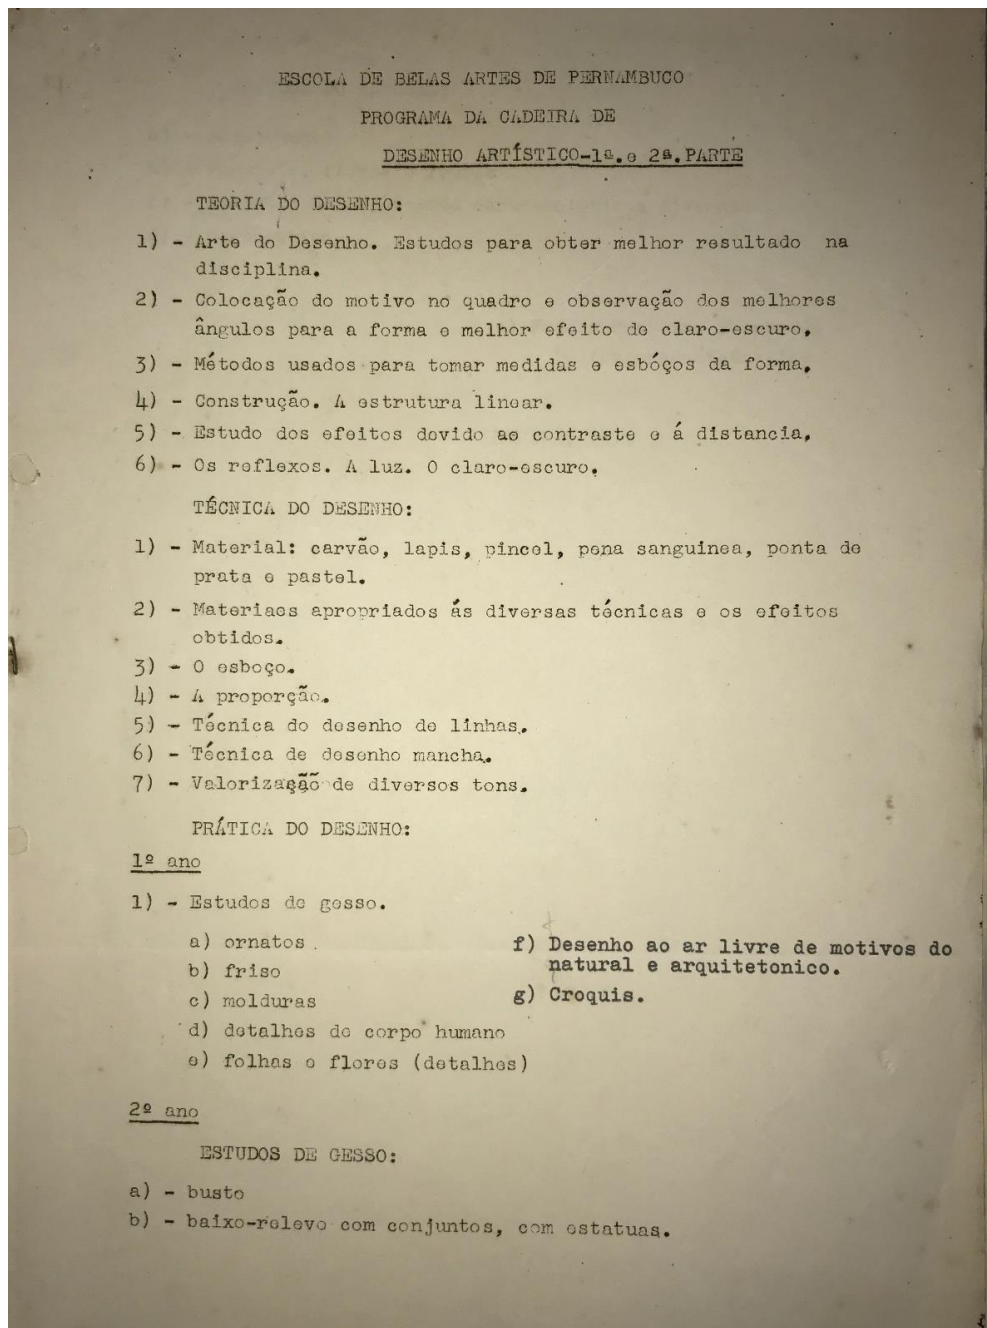 ESCOLA DE BELAS ARTES DE PERNAMBUCO
PROGRAMA DA CADEIRA DE
DESENHO ARTÍSTICO-1ª.e 2ª.PARTE
TEORIA DO DESENHO:
1) - Arte do Desenho. Estudos para obter melhor resultado na
disciplina.
2) - Colocação do motivo no quadro e observação dos melhores
ângulos para a forma e melhor efeito de claro-escuro,
3) - Métodos usados para tomar medidas e esbóços da forma,
4) - Construção. A estrutura linear.
5) - Estudo dos efeitos devido ao contraste e á distancia,
6) - Os reflexos. A luz. O claro-escuro.
TÉCNICA DO DESENHO:
1) - Material: carvão, lapis, pincel, pena sanguinea, ponta de
prata e pastel.
2) - Materiaes apropriados ás diversas técnicas e os efeitos
obtidos.
3) - O esboço.
4) - A proporção.
5) - Técnica do desenho de linhas.
6) - Técnica de desenho mancha.
7) - Valorização de diversos tons.
PRÁTICA DO DESENHO:
1º ano
1) - Estudos de gesso.
a) ornatos
b) friso
c) molduras
d) detalhes de corpo humano
e) folhas e flores (detalhes)
f) Desenho ao ar livre de motivos do
natural e arquitetonico.
g) Croquis.
2º ano
ESTUDOS DE GESSO:
a) - busto
b) - baixo-relevo com conjuntos, com estatuas.